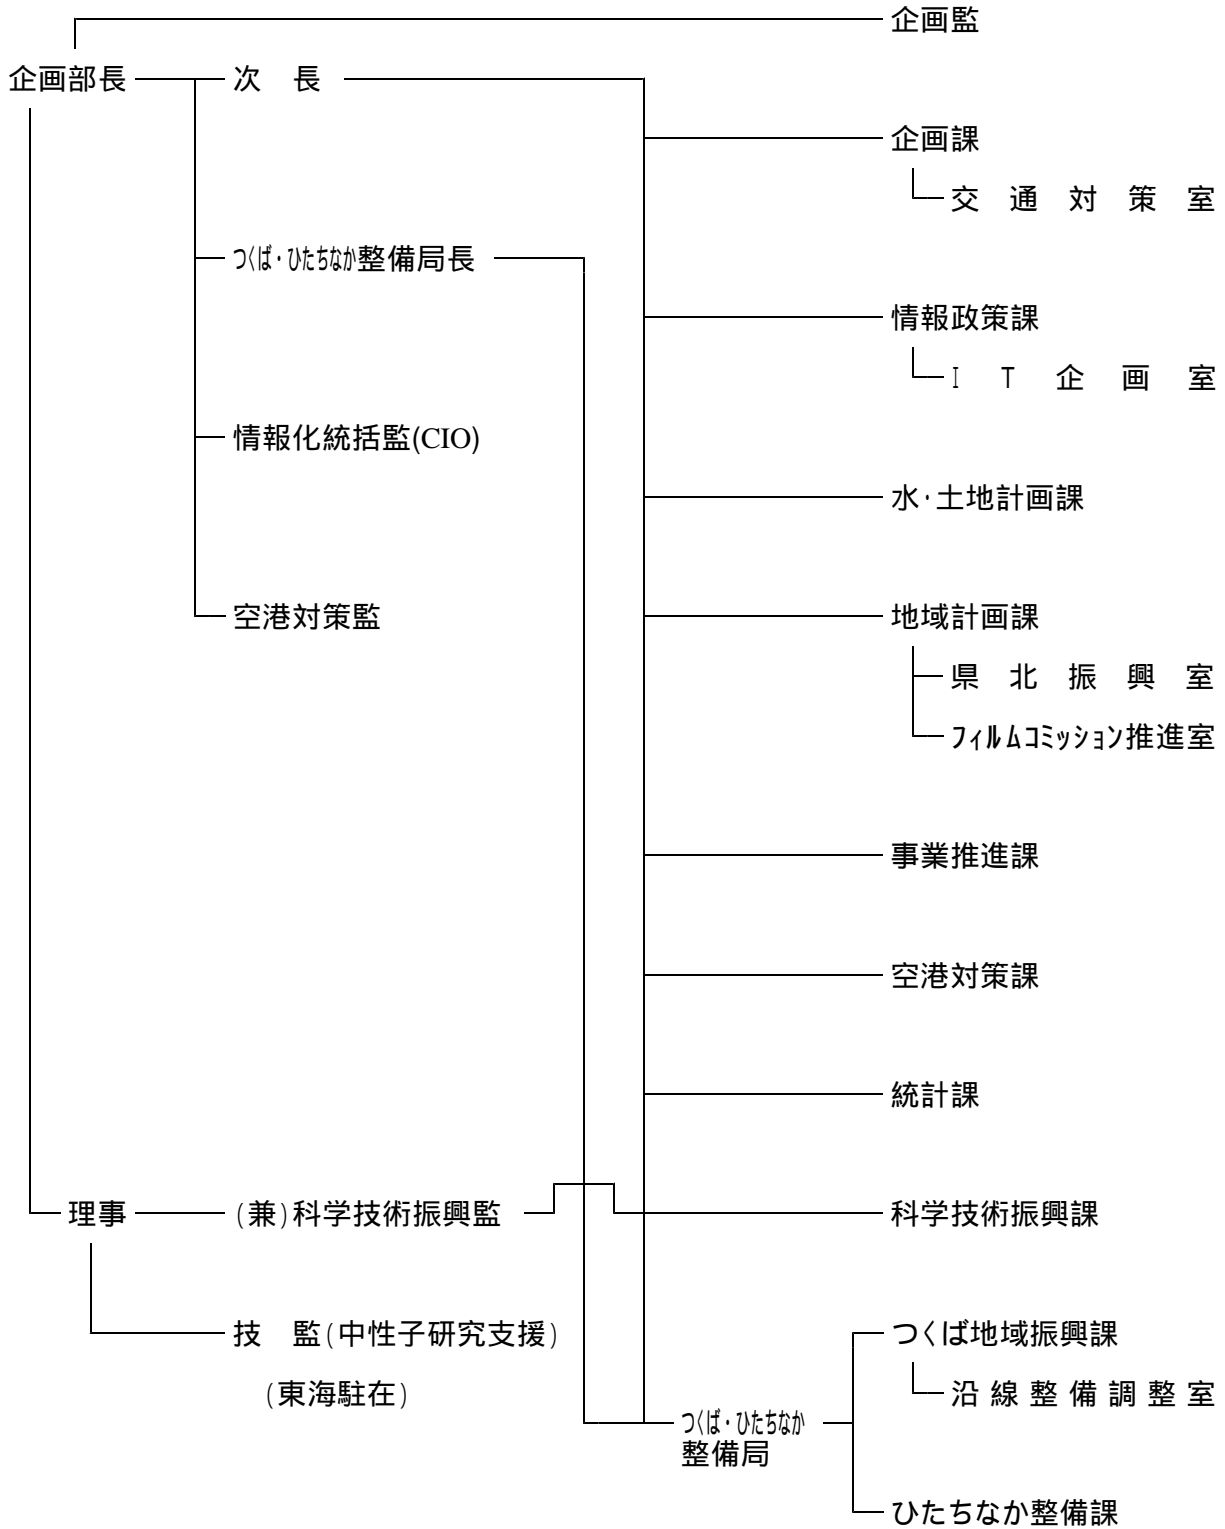 企画監
企画部長 次　長
企画課
交通対策室
つくば・ひたちなか整備局長
情報政策課
IT企画室
情報化統括監(CIO)
水・土地計画課
空港対策監 地域計画課
県北振興室
フィルムコミッション推進室
事業推進課
空港対策課
統計課
理事 (兼)科学技術振興監 科学技術振興課
技　監(中性子研究支援) つくば地域振興課
(東海駐在) 沿線整備調整室
つくば・ひたちなか
整備局
ひたちなか整備課